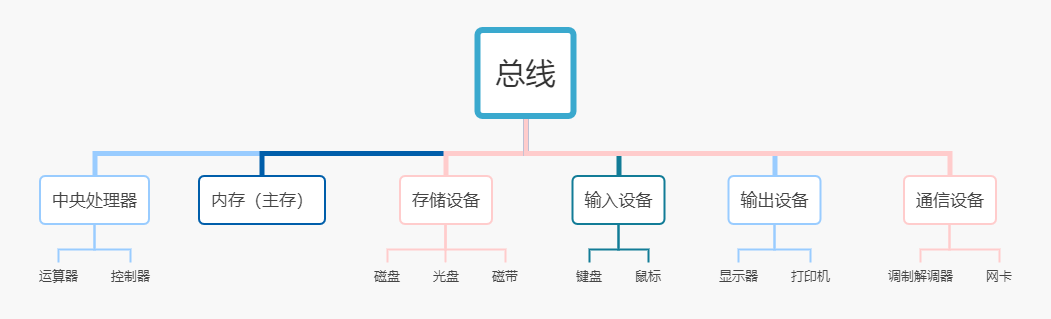 总线
中央处理器
内存（主存）
存储设备
输入设备
输出设备
通信设备
运算器
控制器
磁盘
光盘
磁带
键盘
鼠标
显示器
打印机
调制解调器
网卡